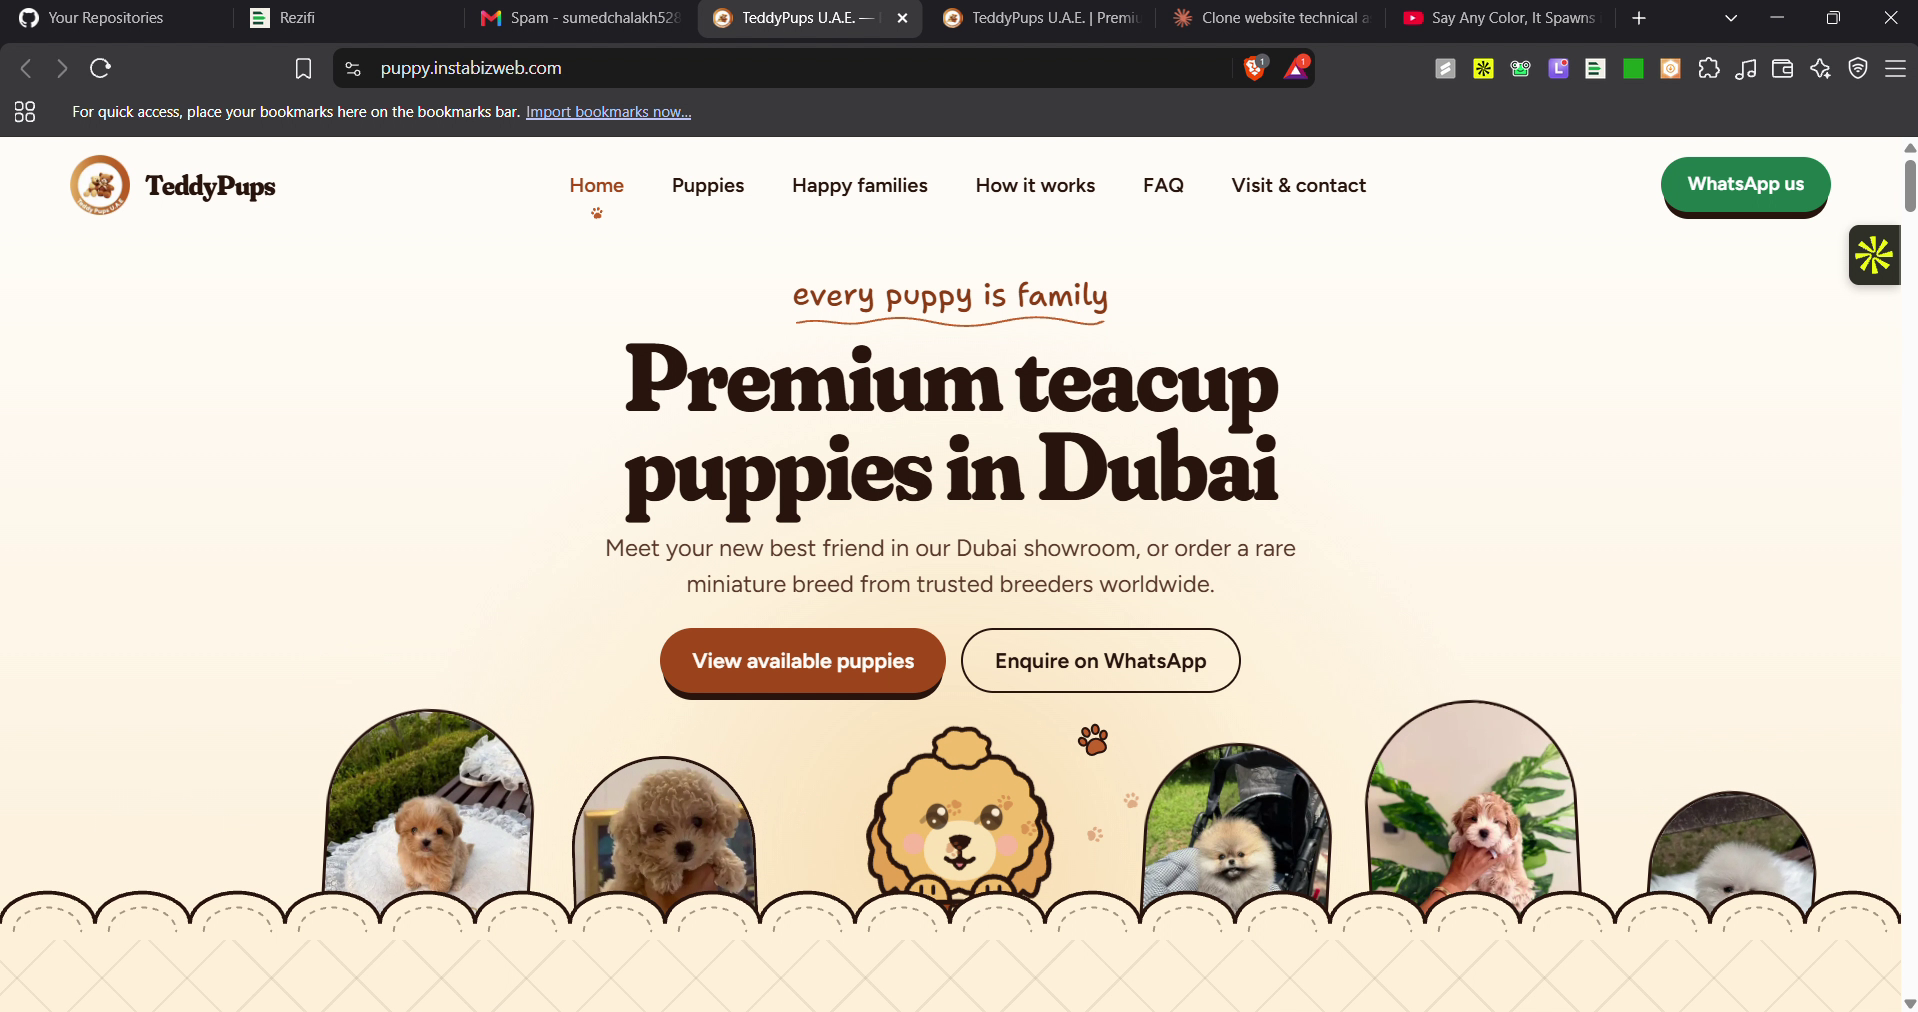 Your Repositories
Rezifi
Spam - sumedchalakh528
TeddyPups U.A.E. —
TeddyPups U.A.E. | Premiu
Clone website technical a
Say Any Color, It Spawns
puppy.instabizweb.com
1
1
For quick access, place your bookmarks here on the bookmarks bar. Import bookmarks now...
TeddyPups
Home
Puppies
Happy families
How it works
FAQ
Visit & contact
WhatsApp us
every puppy is family
Premium teacup
puppies in Dubai
Meet your new best friend in our Dubai showroom, or order a rare
miniature breed from trusted breeders worldwide.
View available puppies
Enquire on WhatsApp